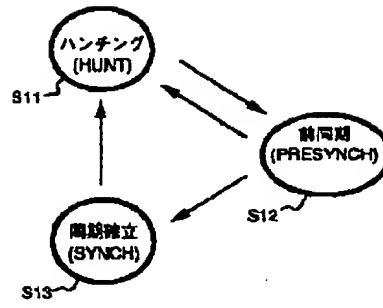 ハンチング
(HUNT)
S11
前同期
(PRESYNCH)
S12
同期確立
(SYNCH)
S13